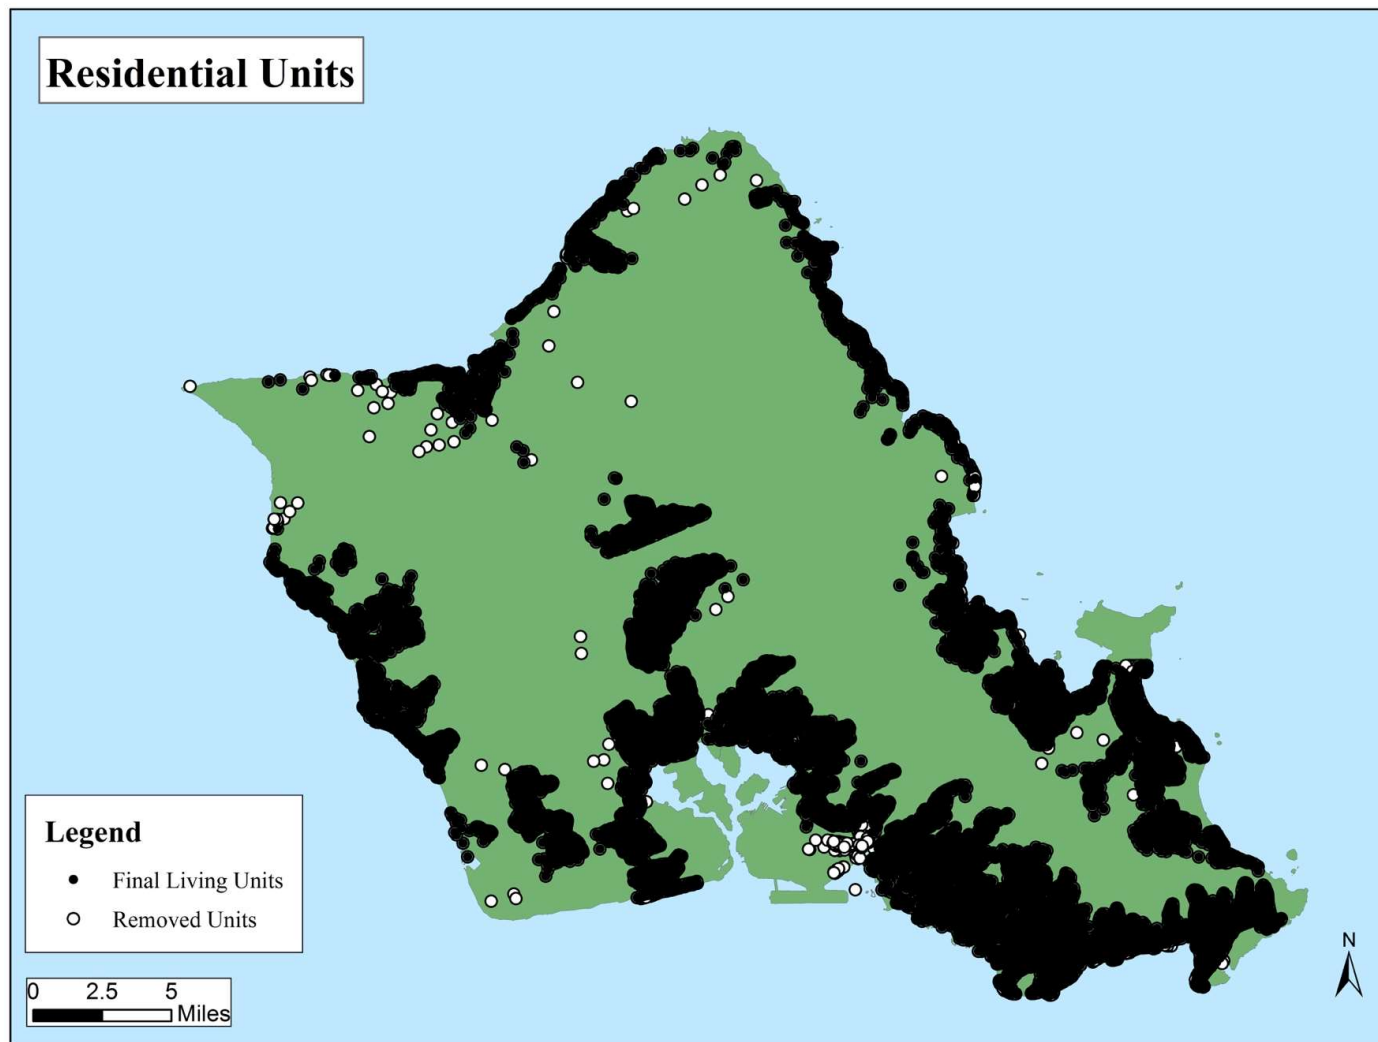 Residential Units
Legend
Final Living Units
Removed Units
0 2.5 5
Miles
N